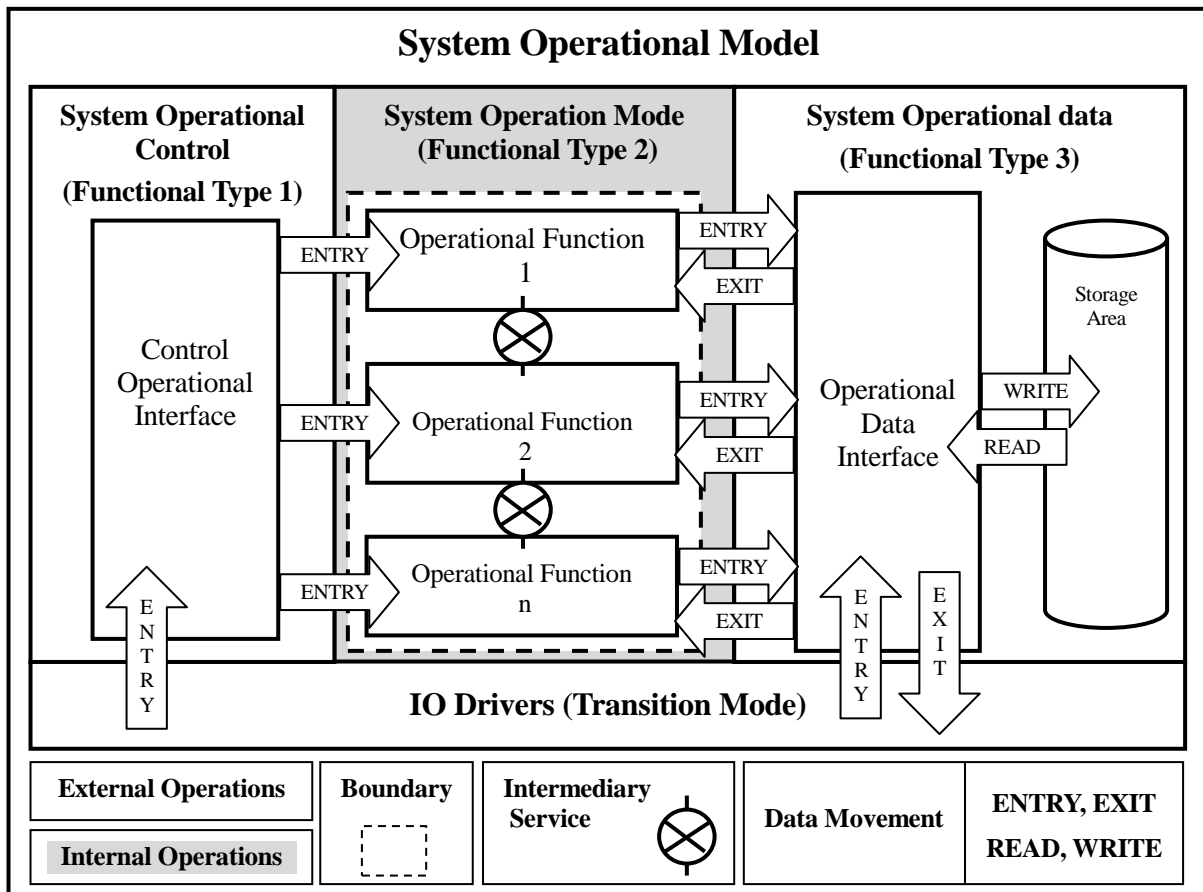 System Operational Model
System Operational
Control
(Functional Type 1)
System Operation Mode
(Functional Type 2)
System Operational data
(Functional Type 3)
Control
Operational
Interface
ENTRY
ENTRY
ENTRY
ENTRY
Operational Function
1
Operational Function
2
Operational Function
n
ENTRY
EXIT
ENTRY
EXIT
ENTRY
EXIT
Operational
Data
Interface
ENTRY
EXIT
WRITE
READ
Storage
Area
IO Drivers (Transition Mode)
External Operations
Internal Operations
Boundary
Intermediary
Service
Data Movement
ENTRY, EXIT
READ, WRITE